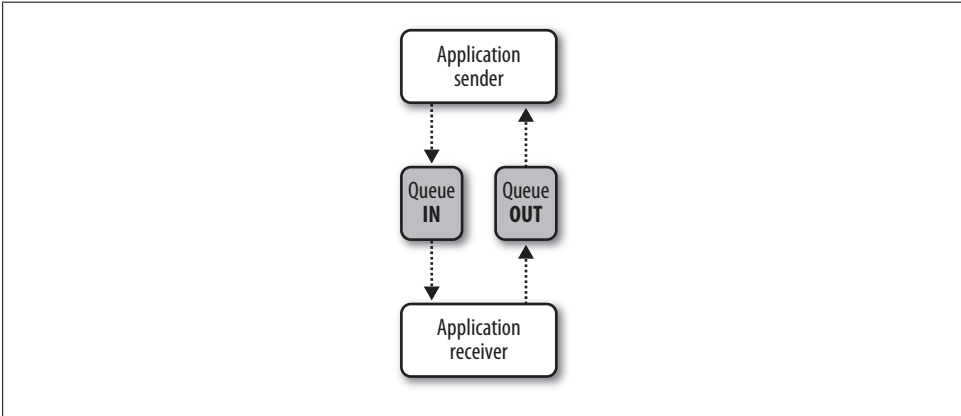 Application
sender
Queue
IN
Queue
OUT
Application
receiver